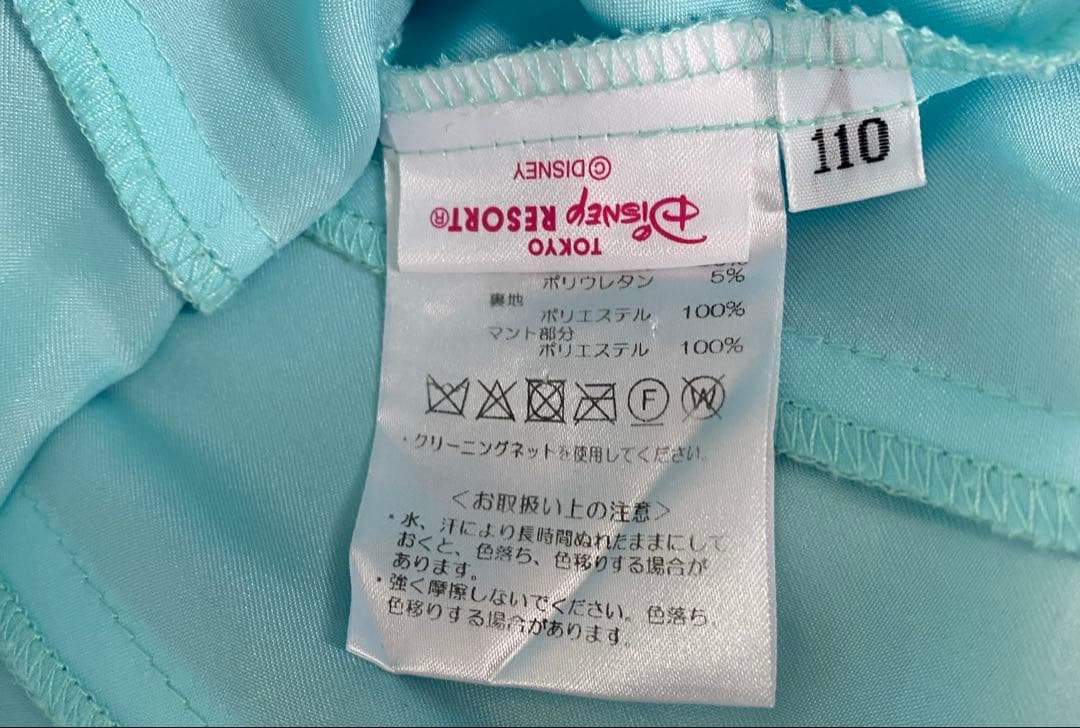 110
TOKYO
Disney RESORT®
©DISNEY
ポリウレタン 5%
裏地
ポリエステル 100%
マント部分
ポリエステル 100%
F W
・クリーニングネットを使用してください。
＜お取扱い上の注意＞
・水、汗により長時間ぬれたままにして
おくと、色落ち、色移りする場合が
あります。
・強く摩擦しないでください。色落ち、
色移りする場合があります。